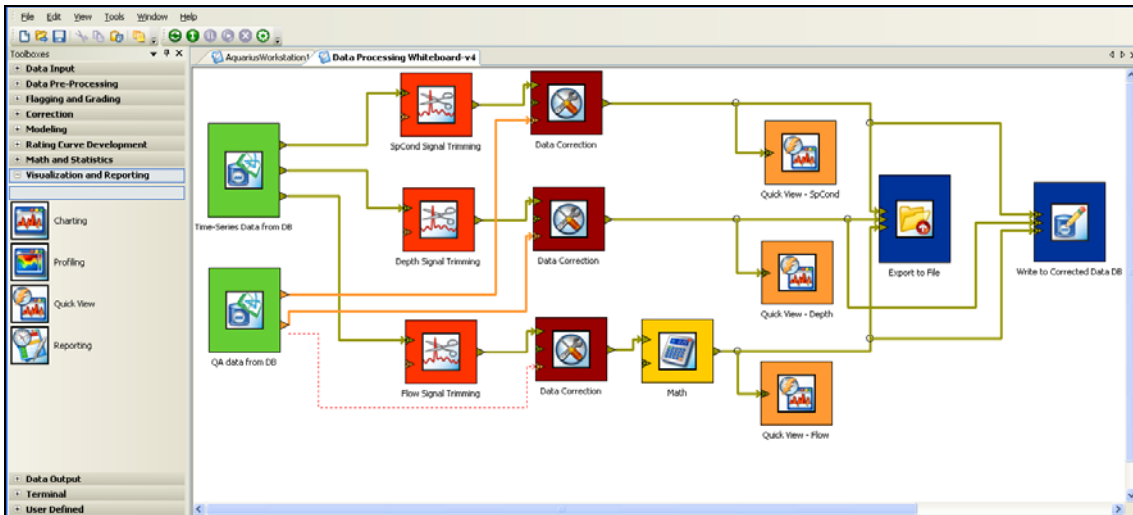 File Edit View Tools Window Help
Toolboxes
AquariusWorkstation1
Data Processing Whiteboard-v4
+ Data Input
+ Data Pre-Processing
+ Flagging and Grading
+ Correction
+ Modeling
+ Rating Curve Development
+ Math and Statistics
- Visualization and Reporting
Charting
Profiling
Quick View
Reporting
+ Data Output
+ Terminal
+ User Defined
SpCond Signal Trimming
Data Correction
Time-Series Data from DB
Quick View - SpCond
Depth Signal Trimming
Data Correction
Export to File
Write to Corrected Data DB
Quick View - Depth
QA data from DB
Flow Signal Trimming
Data Correction
Math
Quick View - Flow